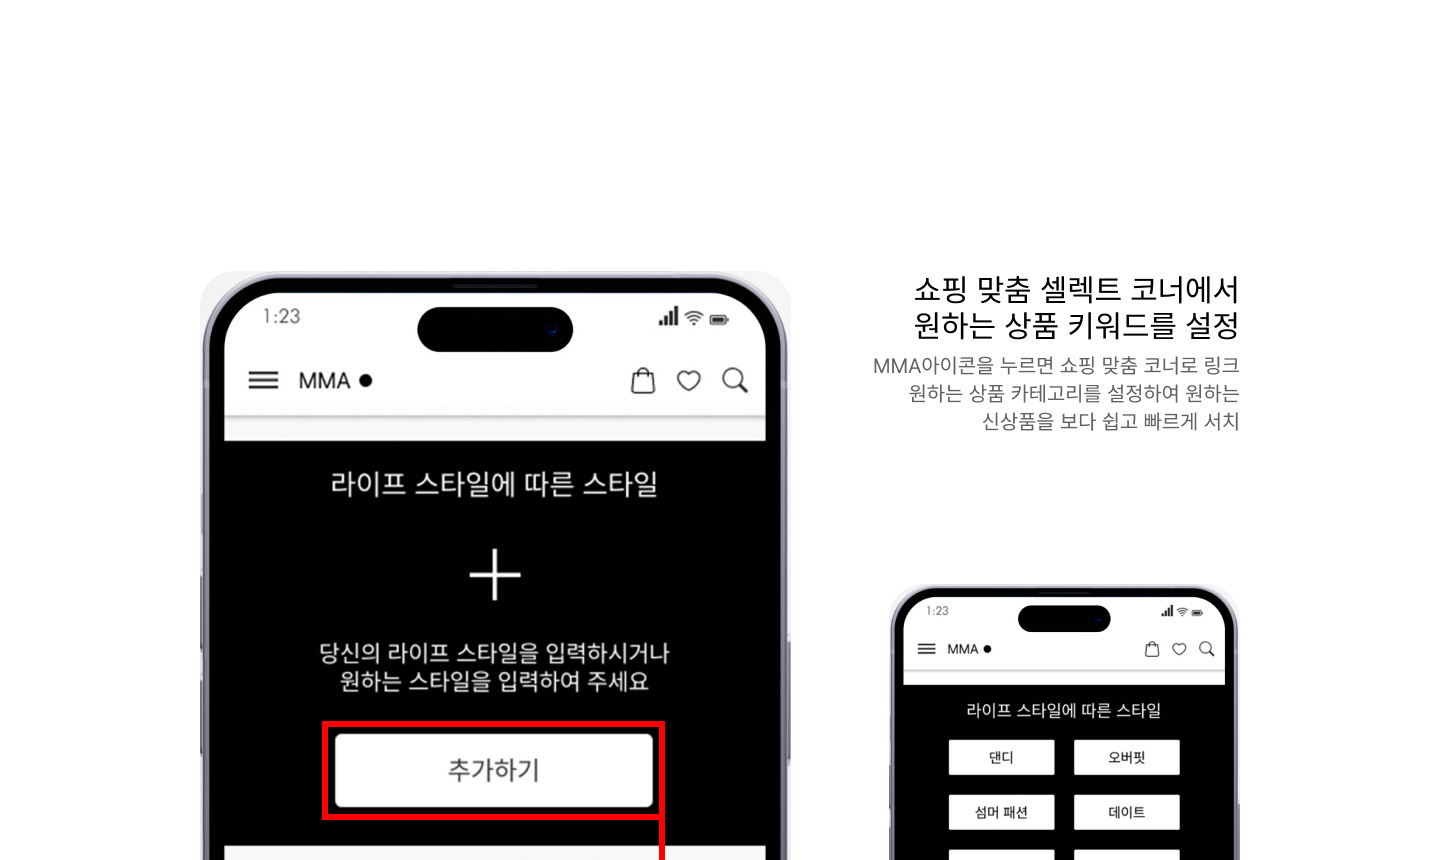 1:23
MMA
라이프 스타일에 따른 스타일
당신의 라이프 스타일을 입력하시거나
원하는 스타일을 입력하여 주세요
추가하기
쇼핑 맞춤 셀렉트 코너에서
원하는 상품 키워드를 설정
MMA아이콘을 누르면 쇼핑 맞춤 코너로 링크
원하는 상품 카테고리를 설정하여 원하는
신상품을 보다 쉽고 빠르게 서치
1:23
MMA
라이프 스타일에 따른 스타일
댄디
오버핏
섬머 패션
데이트